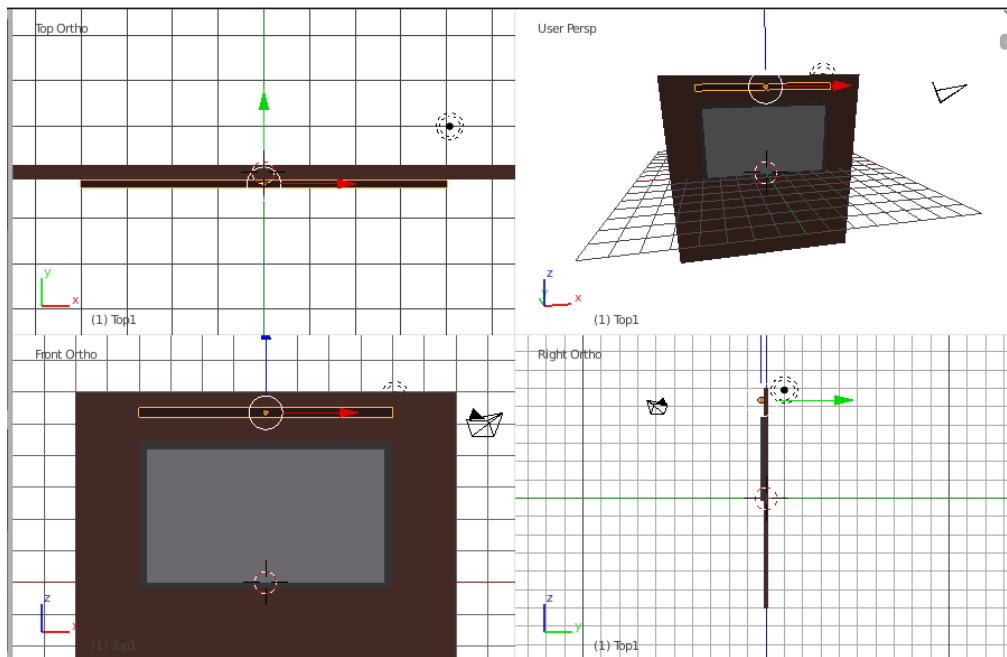 Top Ortho
y
x
(1) Top1
User Persp
z
y
x
(1) Top1
Front Ortho
z
x
(1) Top1
Right Ortho
z
y
(1) Top1